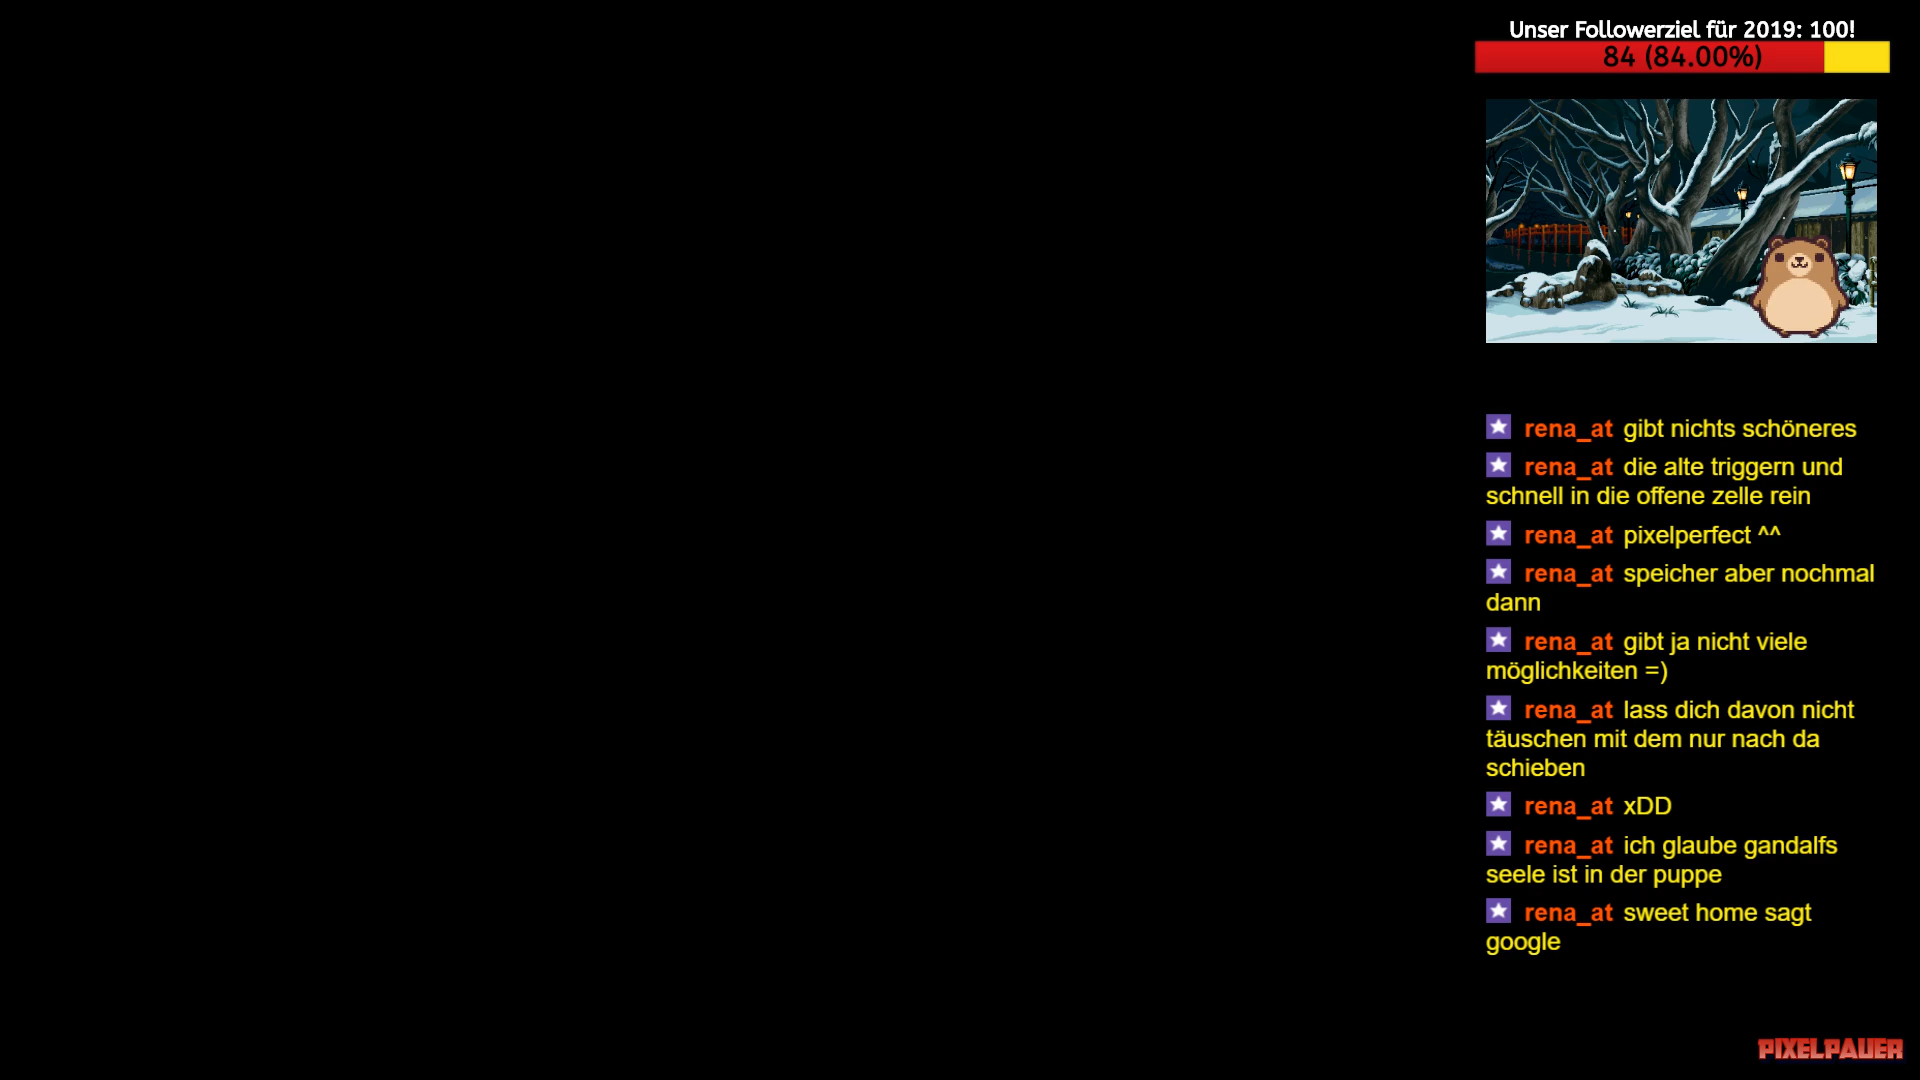 Unser Followerziel für 2019: 100!
84 (84.00%)
rena_at gibt nichts schöneres
rena_at die alte triggern und
schnell in die offene zelle rein
rena_at pixelperfect ^^
rena_at speicher aber nochmal
dann
rena_at gibt ja nicht viele
möglichkeiten =)
rena_at lass dich davon nicht
täuschen mit dem nur nach da
schieben
rena_at xDD
rena_at ich glaube gandalfs
seele ist in der puppe
rena_at sweet home sagt
google
PIXELPAUER